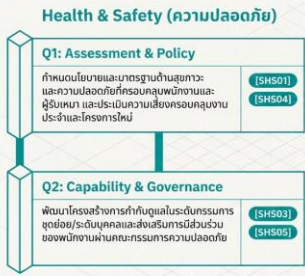 Health & Safety (ความปลอดภัย)
Q1: Assessment & Policy
กำหนดนโยบายและมาตรฐานด้านสุขภาวะ
และความปลอดภัยที่ครอบคลุมพนักงานและ
ผู้รับเหมา และประเมินความเสี่ยงครอบคลุมงาน
ประจำและโครงการใหม่
[SHS01]
[SHS04]
Q2: Capability & Governance
พัฒนาโครงสร้างการกำกับดูแลในระดับกรรมการ
ชุดย่อย/ระดับบุคคลและส่งเสริมการมีส่วนร่วม
ของพนักงานผ่านคณะกรรมการความปลอดภัย
[SHS03]
[SHS05]